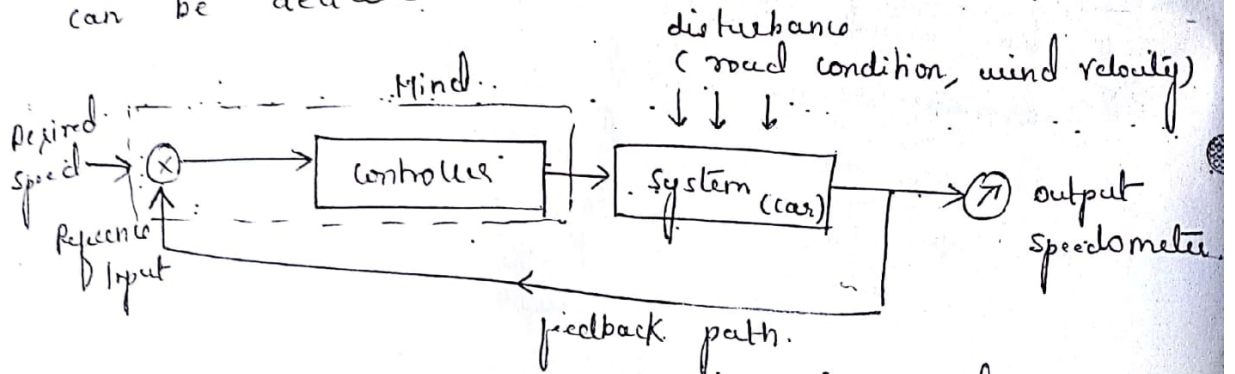 can be
disturbance
(road condition, wind velocity)
Mind..
Desired
Speed
Controller
System
(car)
output
speedometer.
Reference
Input
feedback path.